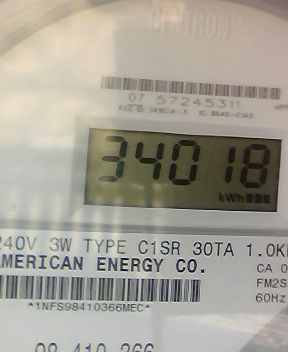 CENTRON
07 57245311
34018
kWh
240V 3W TYPE C1SR 30TA 1.0K
AMERICAN ENERGY CO.
CA 0
FM2S
60Hz
*1NFS98410366MEC*
98 410 366